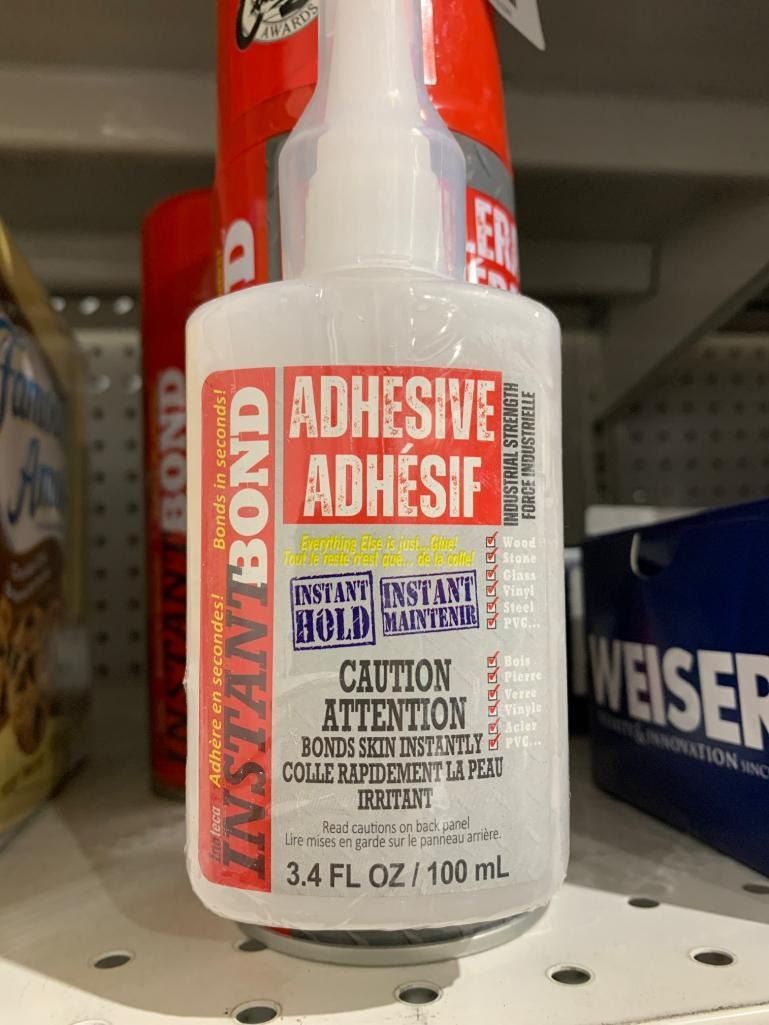 AWARDS
ADHESIVE
ADHÉSIF
INDUSTRIAL STRENGTH
FORCE INDUSTRIELLE
Adhère en secondes! Bonds in seconds!
INSTANTBOND
Everything Else is just...Glue!
Tout le reste n'est que... de la colle!
INSTANT
HOLD
INSTANT
MAINTENIR
Wood
Stone
Glass
Vinyl
Steel
PVC...
Bois
Pierre
Verre
Vinyle
Acier
PVC...
CAUTION
ATTENTION
BONDS SKIN INSTANTLY
COLLE RAPIDEMENT LA PEAU
IRRITANT
Read cautions on back panel
Lire mises en garde sur le panneau arrière.
3.4 FL OZ / 100 mL
INSTANTBOND
WEISER
& INNOVATION